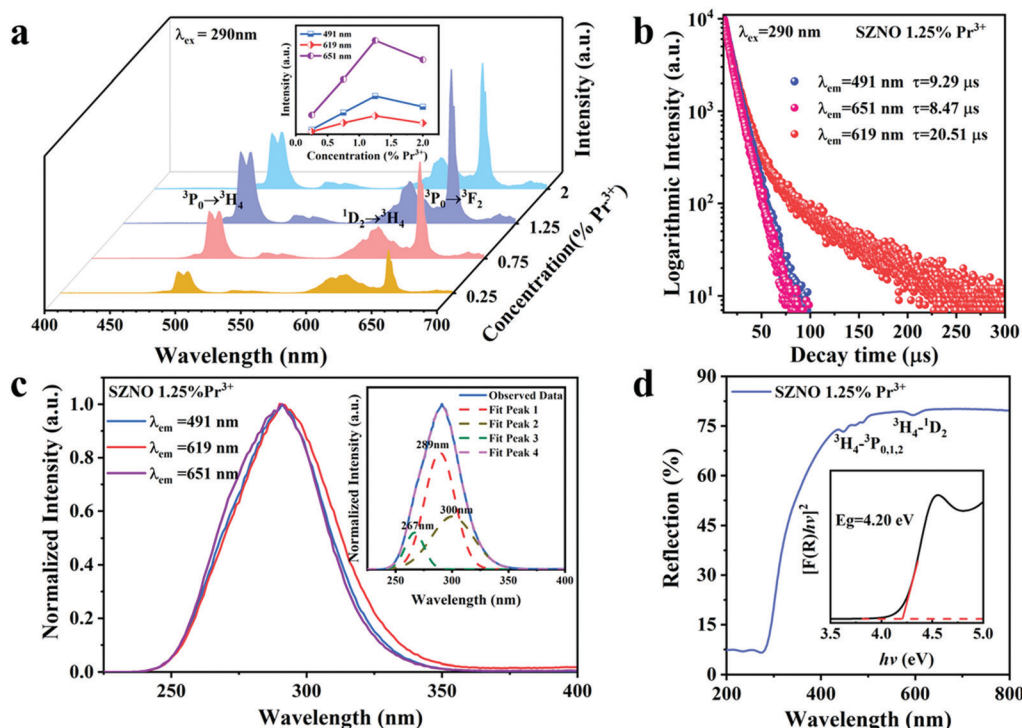 a
λex = 290nm
491 nm
619 nm
651 nm
Intensity (a.u.)
0.0 0.5 1.0 1.5 2.0
Concentration (% Pr³⁺)
Intensity (a.u.)
³P₀→³H₄
¹D₂→³H₄
³P₀→³F₂
2
1.25
0.75
0.25
Concentration(% Pr³⁺)
400 450 500 550 600 650 700
Wavelength (nm)
b
λex=290 nm
SZNO 1.25% Pr³⁺
λem=491 nm τ=9.29 μs
λem=651 nm τ=8.47 μs
λem=619 nm τ=20.51 μs
Logarithmic Intensity (a.u.)
10⁴
10³
10²
10¹
50 100 150 200 250 300
Decay time (μs)
c
SZNO 1.25%Pr³⁺
λem =491 nm
λem =619 nm
λem =651 nm
Normalized Intensity (a.u.)
1.0
0.8
0.6
0.4
0.2
0.0
225 250 275 300 325 350 375 400
Wavelength (nm)
Observed Data
Fit Peak 1
Fit Peak 2
Fit Peak 3
Fit Peak 4
289nm
300nm
267nm
Normalized Intensity (a.u.)
250 300 350 400
Wavelength (nm)
d
SZNO 1.25% Pr³⁺
³H₄-³P₀,₁,₂
³H₄-¹D₂
Reflection (%)
90
75
60
45
30
15
0
200 400 600 800
Wavelength (nm)
Eg=4.20 eV
[F(R)hν]²
3.5 4.0 4.5 5.0
hν (eV)